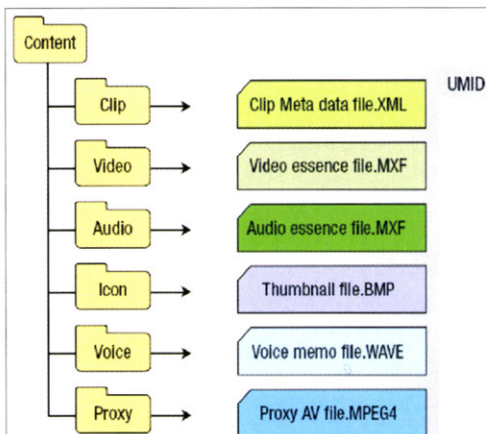 Content
UMID
Clip
Clip Meta data file.XML
Video
Video essence file.MXF
Audio
Audio essence file.MXF
Icon
Thumbnail file.BMP
Voice
Voice memo file.WAVE
Proxy
Proxy AV file.MPEG4